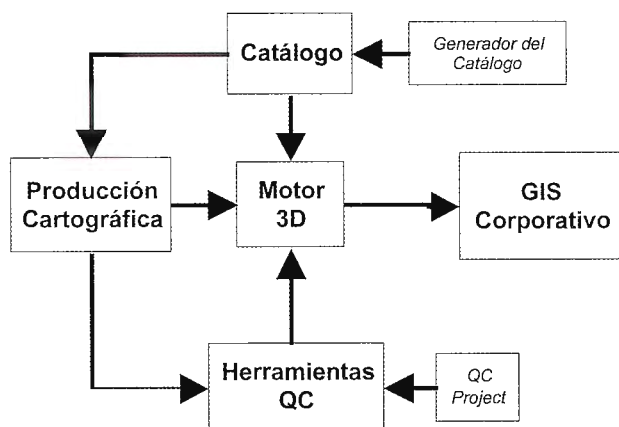 Catálogo
Generador del
Catálogo
Producción
Cartográfica
Motor
3D
GIS
Corporativo
Herramientas
QC
QC
Project